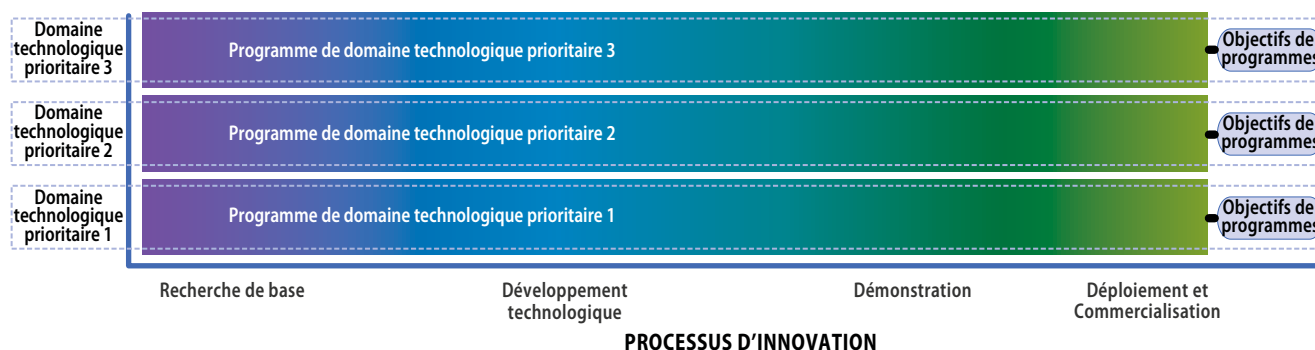 Domaine
technologique
prioritaire 3
Programme de domaine technologique prioritaire 3
Objectifs de
programmes
Domaine
technologique
prioritaire 2
Programme de domaine technologique prioritaire 2
Objectifs de
programmes
Domaine
technologique
prioritaire 1
Programme de domaine technologique prioritaire 1
Objectifs de
programmes
Recherche de base
Développement
technologique
Démonstration
Déploiement et
Commercialisation
PROCESSUS D’INNOVATION